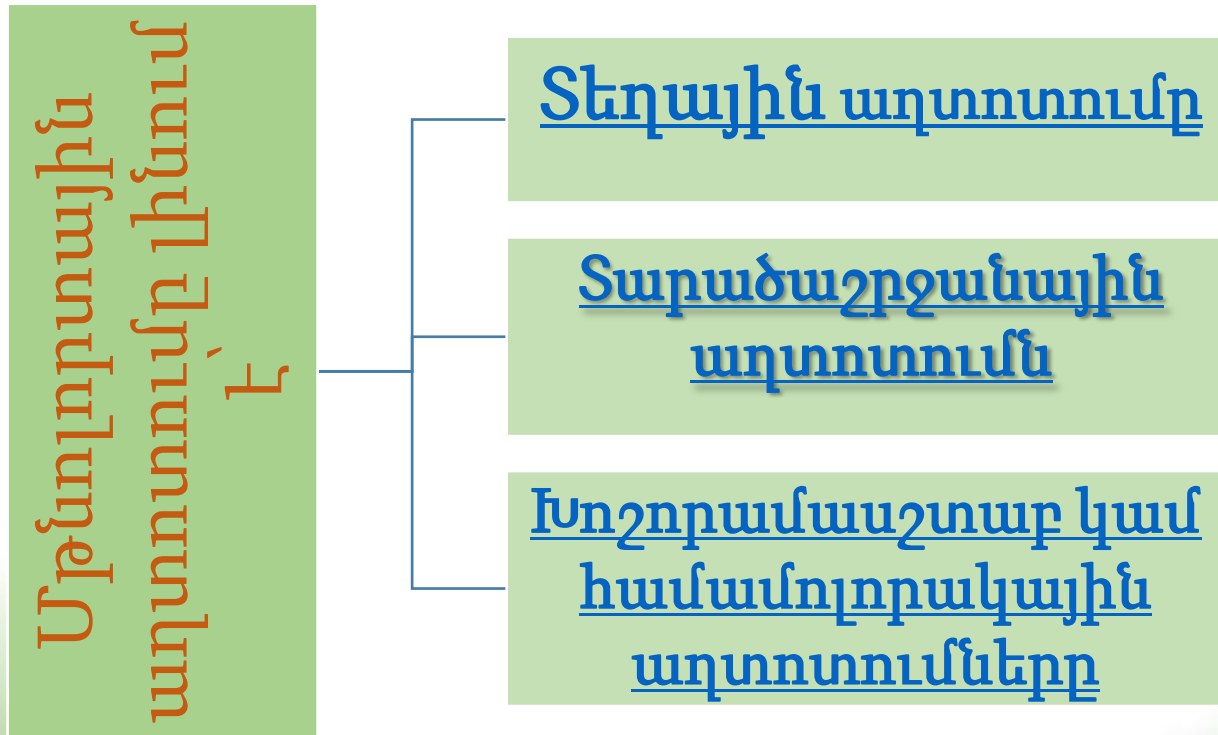 Մթնոլորտային
աղտոտումը լինում
է՝
Տեղային աղտոտումը
Տարածաշրջանային
աղտոտումն
Խոշորամասշտաբ կամ
համամոլորակային
աղտոտումները